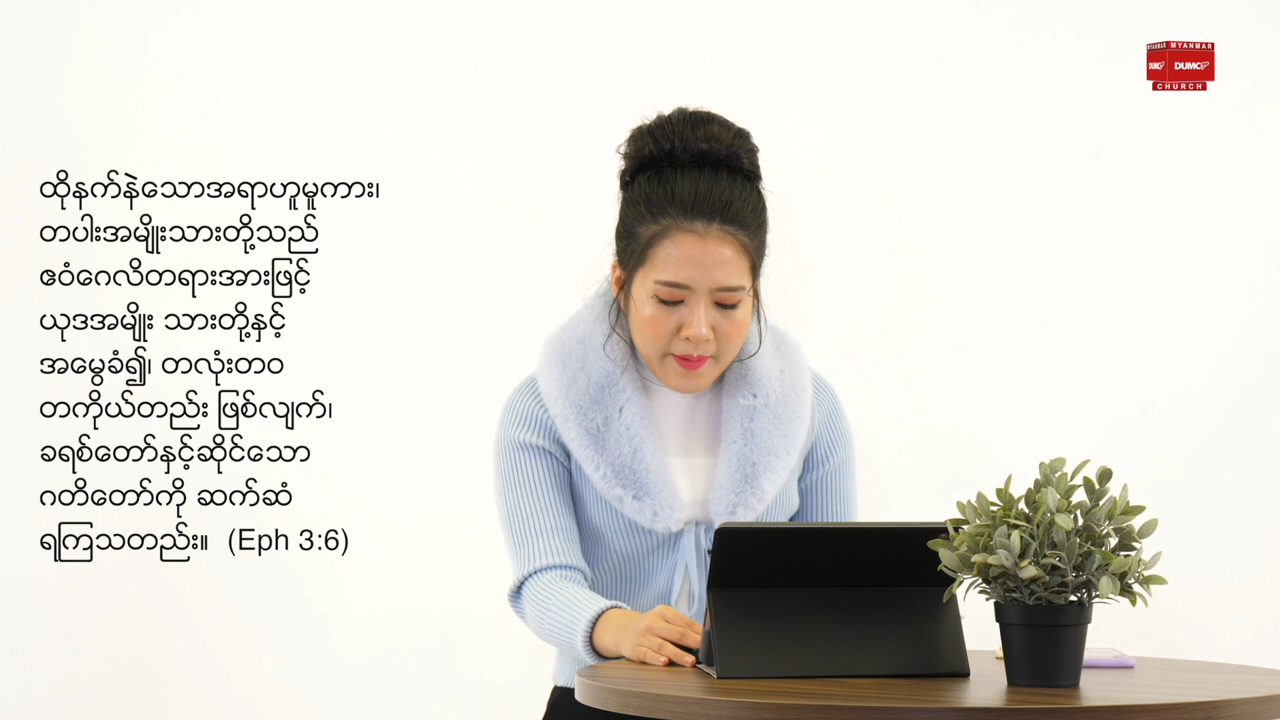 ထိုနက်နဲသောအရာဟူမူကား၊
တပါးအမျိုးသားတို့သည်
ဧဝံဂေလိတရားအားဖြင့်
ယုဒအမျိုး သားတို့နှင့်
အမွေခံ၍၊ တလုံးတဝ
တကိုယ်တည်း ဖြစ်လျက်၊
ခရစ်တော်နှင့်ဆိုင်သော
ဂတိတော်ကို ဆက်ဆံ
ရကြသတည်း။ (Eph 3:6)
MYANMAR MYANMAR
DUMC DUMC
CHURCH